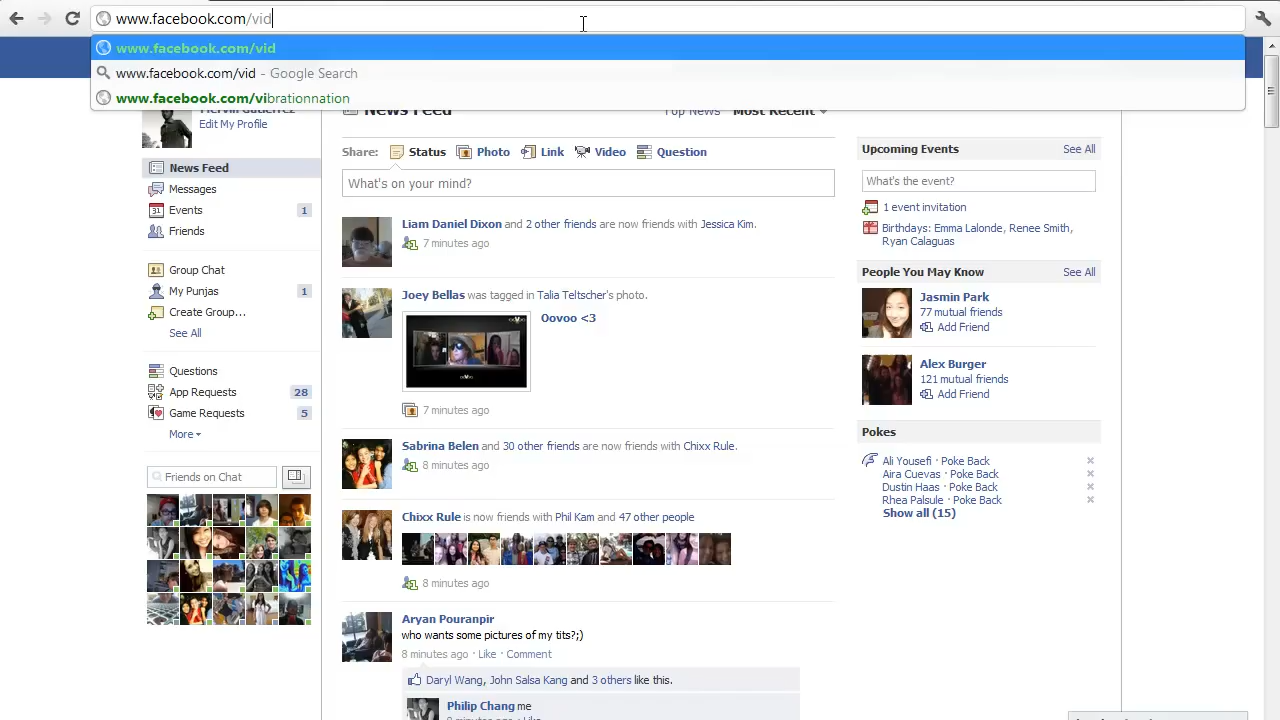 www.facebook.com/vid
www.facebook.com/vid
www.facebook.com/vid - Google Search
www.facebook.com/vibrationnation
Edit My Profile
News Feed
Messages
Events 1
Friends
Group Chat
My Punjas 1
Create Group...
See All
Questions
App Requests 28
Game Requests 5
More
Friends on Chat
News Feed Top News Most Recent
Share: Status Photo Link Video Question
What's on your mind?
Liam Daniel Dixon and 2 other friends are now friends with Jessica Kim.
7 minutes ago
Joey Bellas was tagged in Talia Teltscher's photo.
Oovoo <3
7 minutes ago
Sabrina Belen and 30 other friends are now friends with Chixx Rule.
8 minutes ago
Chixx Rule is now friends with Phil Kam and 47 other people
8 minutes ago
Aryan Pouranpir
who wants some pictures of my tits?;)
8 minutes ago · Like · Comment
Daryl Wang, John Salsa Kang and 3 others like this.
Philip Chang me
Upcoming Events See All
What's the event?
31
1 event invitation
Birthdays: Emma Lalonde, Renee Smith,
Ryan Calaguas
People You May Know See All
Jasmin Park
77 mutual friends
Add Friend
Alex Burger
121 mutual friends
Add Friend
Pokes
Ali Yousefi · Poke Back
Aira Cuevas · Poke Back
Dustin Haas · Poke Back
Rhea Palsule · Poke Back
Show all (15)